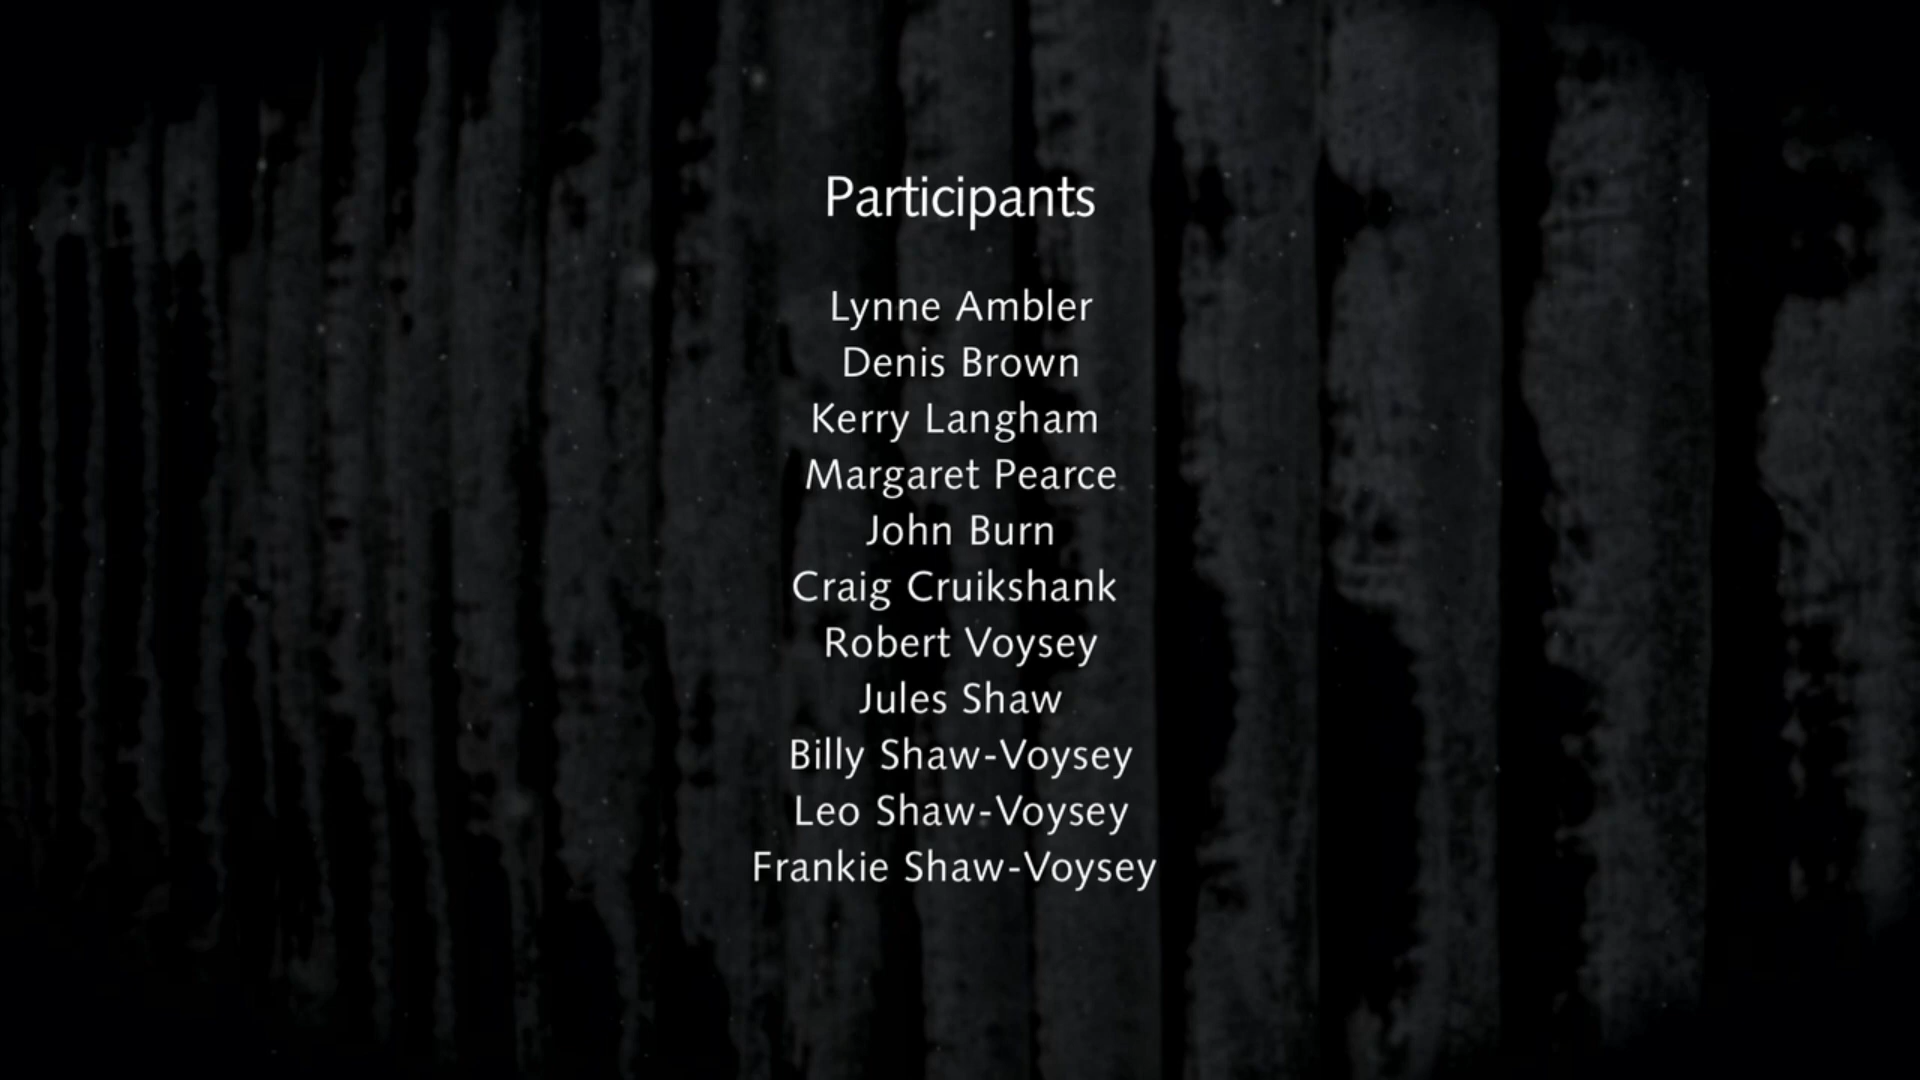 Participants
Lynne Ambler
Denis Brown
Kerry Langham
Margaret Pearce
John Burn
Craig Cruikshank
Robert Voysey
Jules Shaw
Billy Shaw-Voysey
Leo Shaw-Voysey
Frankie Shaw-Voysey